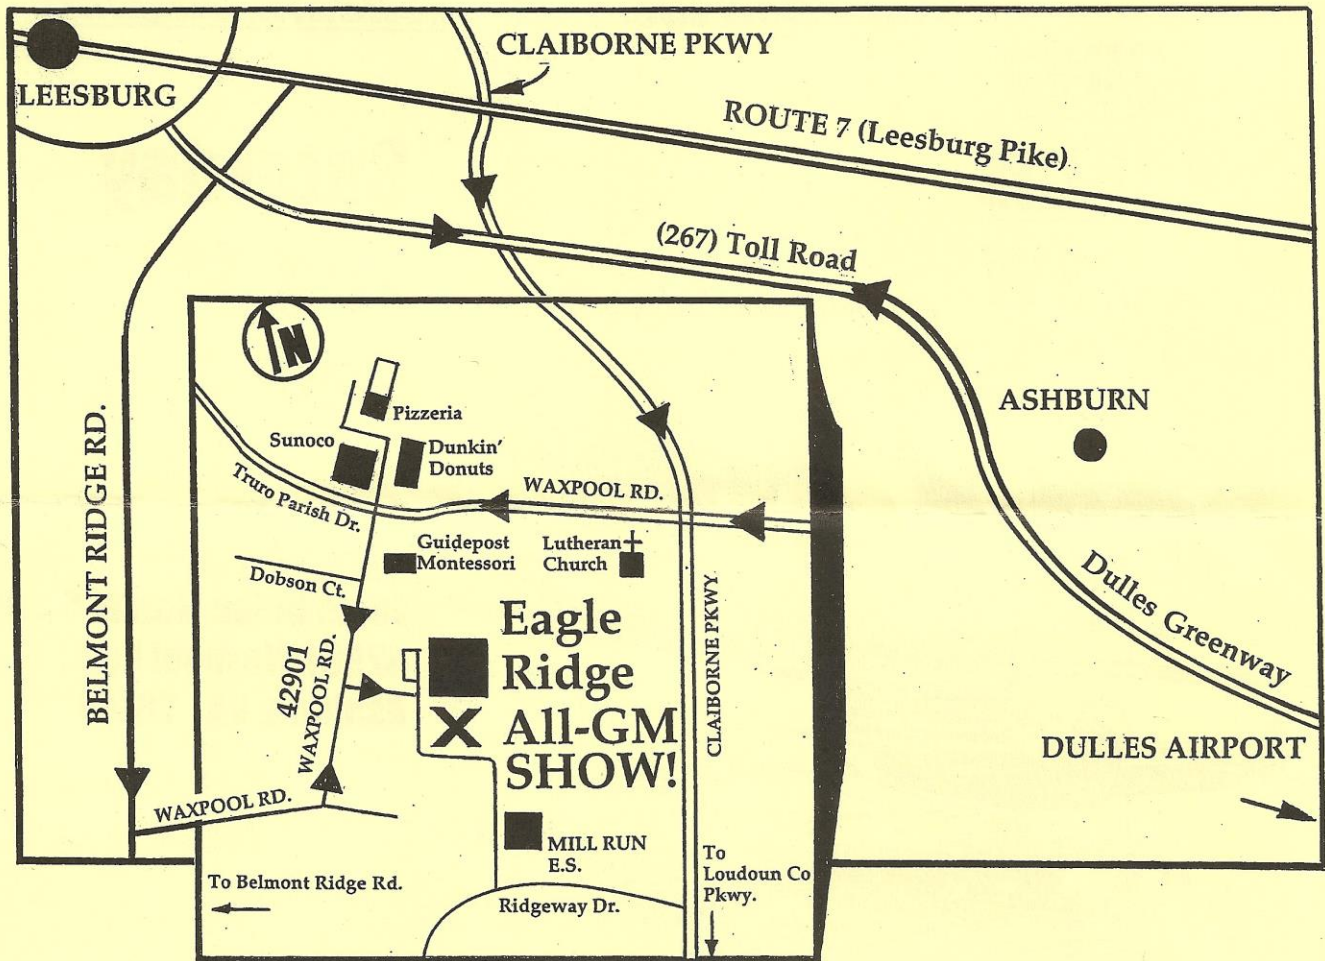 CLAIBORNE PKWY
LEESBURG
ROUTE 7 (Leesburg Pike)
(267) Toll Road
N
Pizzeria
ASHBURN
Sunoco
Dunkin'
Donuts
BELMONT RIDGE RD.
Truro Parish Dr.
WAXPOOL RD.
Guidepost
Montessori
Lutheran
Church
Dobson Ct.
Dulles Greenway
Eagle
Ridge
X All-GM
SHOW!
42901
WAXPOOL RD.
CLAIBORNE PKWY
DULLES AIRPORT
WAXPOOL RD.
MILL RUN
E.S.
To
Loudoun Co
Pkwy.
To Belmont Ridge Rd.
Ridgeway Dr.